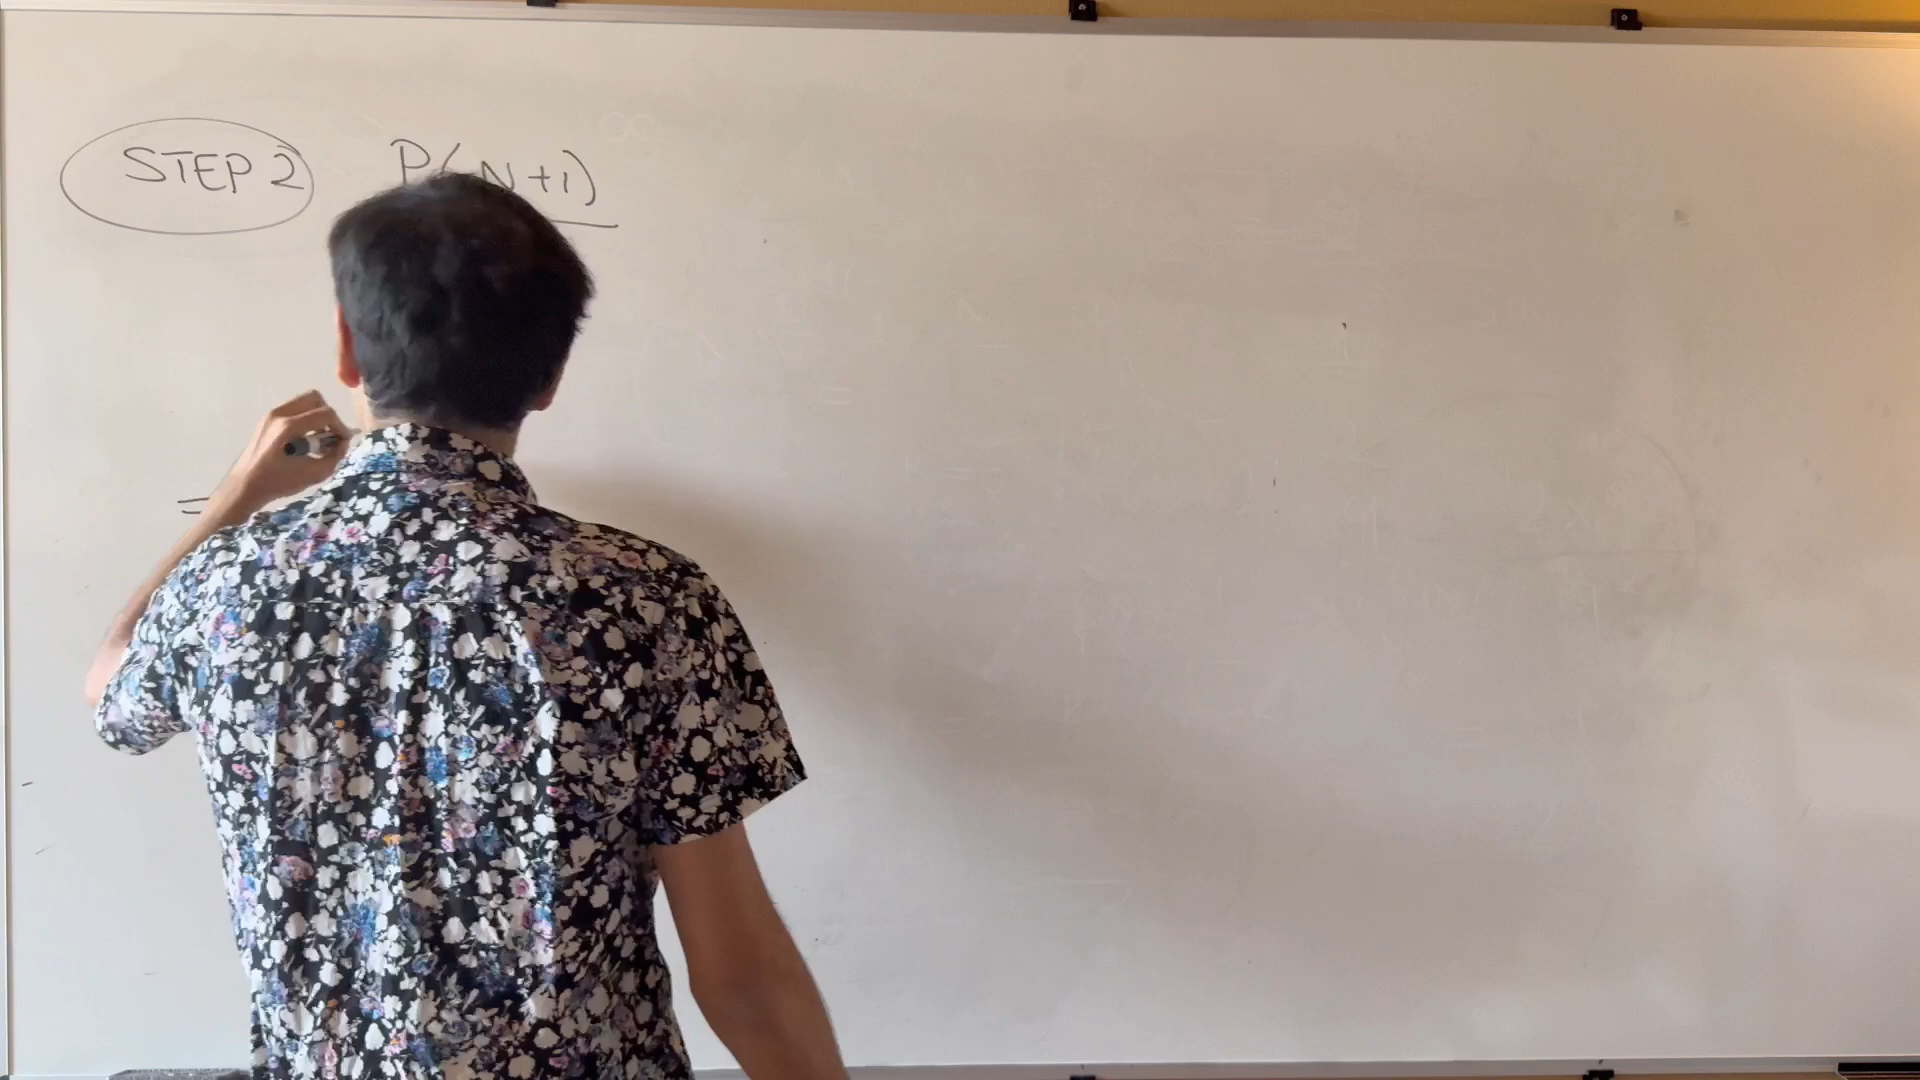 STEP 2 P(N+1)
=